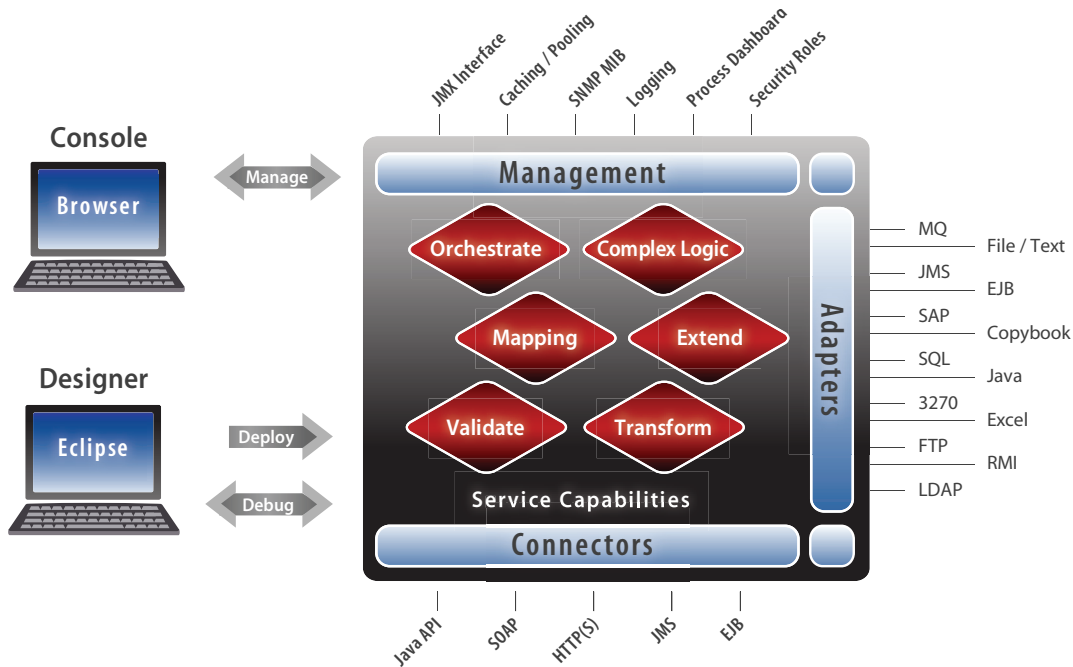 JMX Interface
Caching / Pooling
SNMP MIB
Logging
Process Dashboard
Security Roles
Console
Browser
Manage
Designer
Eclipse
Deploy
Debug
Management
Orchestrate
Complex Logic
Mapping
Extend
Validate
Transform
Service Capabilities
Connectors
Adapters
MQ
File / Text
JMS
EJB
SAP
Copybook
SQL
Java
3270
Excel
FTP
RMI
LDAP
Java API
SOAP
HTTP(S)
JMS
EJB